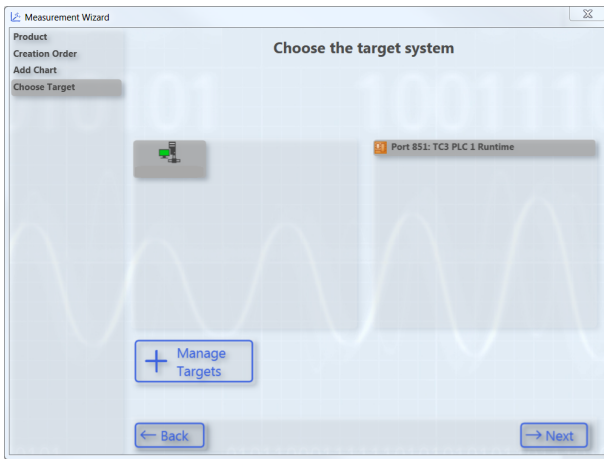 Measurement Wizard
Product
Creation Order
Add Chart
Choose Target
Choose the target system
Port 851: TC3 PLC 1 Runtime
Manage
Targets
Back
Next